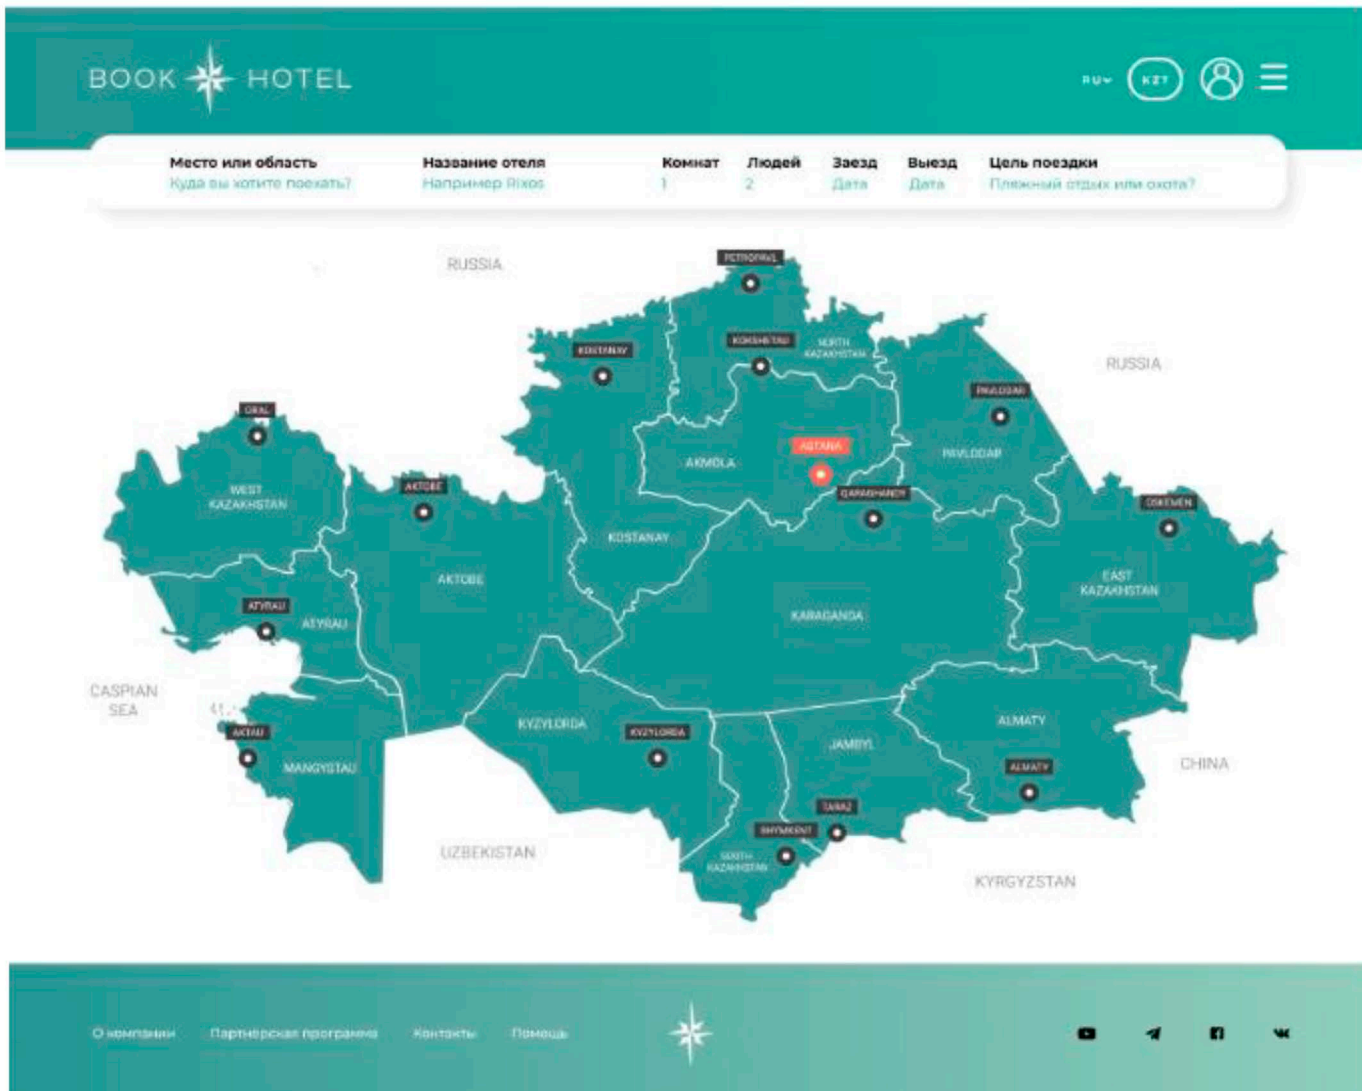 BOOK HOTEL
RU
KZT
Место или область
Куда вы хотите поехать?
Название отеля
Например Rixos
Комнат
1
Людей
2
Заезд
Дата
Выезд
Дата
Цель поездки
Пляжный отдых или охота?
RUSSIA
PETROPAVL
KOKSHETAU
NORTH
KAZAKHSTAN
KOSTANAY
RUSSIA
PAVLODAR
ORAL
ASTANA
AKMOLA
PAVLODAR
WEST
KAZAKHSTAN
AKTOBE
QARAGHANDY
OSKEMEN
KOSTANAY
AKTOBE
EAST
KAZAKHSTAN
ATYRAU
ATYRAU
KARAGANDA
CASPIAN
SEA
KYZYLORDA
ALMATY
AKTAU
KYZYLORDA
JAMBYL
MANGYSTAU
ALMATY
CHINA
TARAZ
SHYMKENT
UZBEKISTAN
SOUTH
KAZAKHSTAN
KYRGYZSTAN
О компании
Партнерская программа
Контакты
Помощь